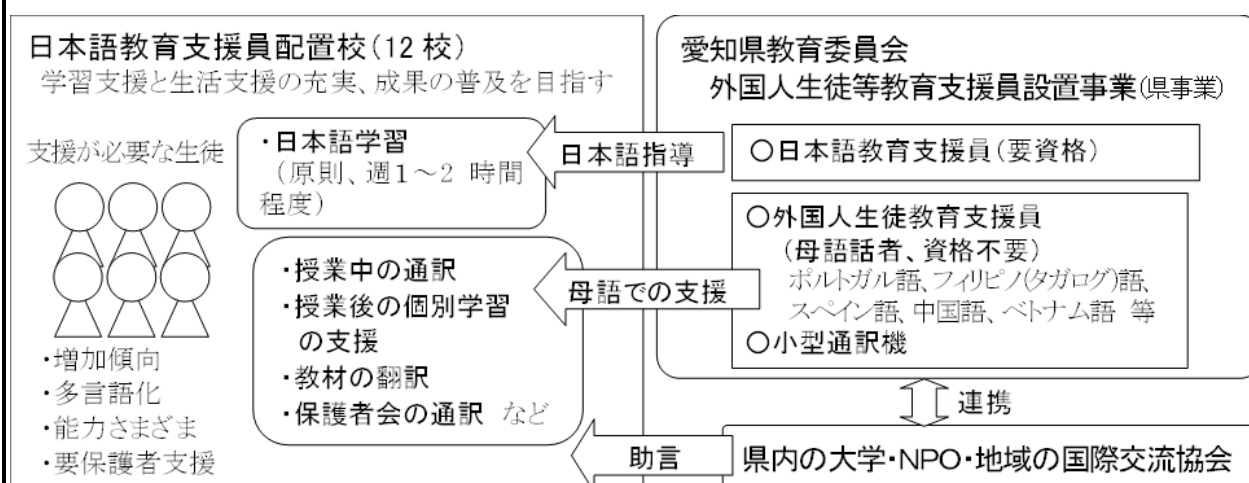 日本語教育支援員配置校(12校)
学習支援と生活支援の充実、成果の普及を目指す
支援が必要な生徒
・増加傾向
・多言語化
・能力さまざま
・要保護者支援
・日本語学習
(原則、週1~2 時間
程度)
・授業中の通訳
・授業後の個別学習
の支援
・教材の翻訳
・保護者会の通訳 など
日本語指導
母語での支援
助言
愛知県教育委員会
外国人生徒等教育支援員設置事業(県事業)
○日本語教育支援員(要資格)
○外国人生徒教育支援員
(母語話者、資格不要)
ポルトガル語、フィリピノ(タガログ)語、
スペイン語、中国語、ベトナム語 等
○小型通訳機
連携
県内の大学・NPO・地域の国際交流協会